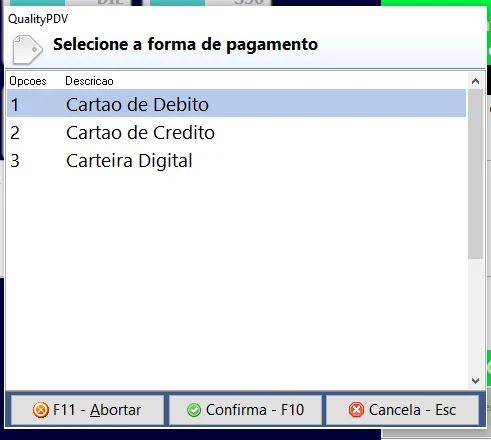 QualityPDV
Selecione a forma de pagamento
Opcoes Descricao
1 Cartao de Debito
2 Cartao de Credito
3 Carteira Digital
F11 - Abortar Confirma - F10 Cancela - Esc